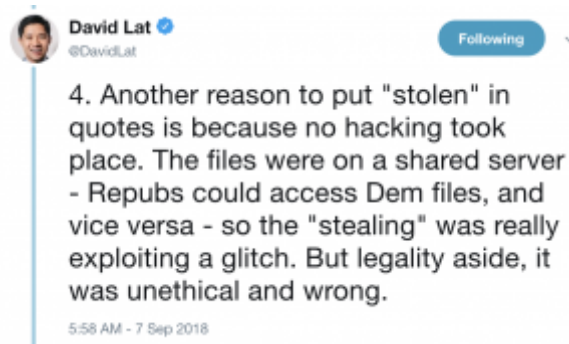 David Lat
@DavidLat
Following
4. Another reason to put "stolen" in
quotes is because no hacking took
place. The files were on a shared server
- Repubs could access Dem files, and
vice versa - so the "stealing" was really
exploiting a glitch. But legality aside, it
was unethical and wrong.
5:58 AM - 7 Sep 2018